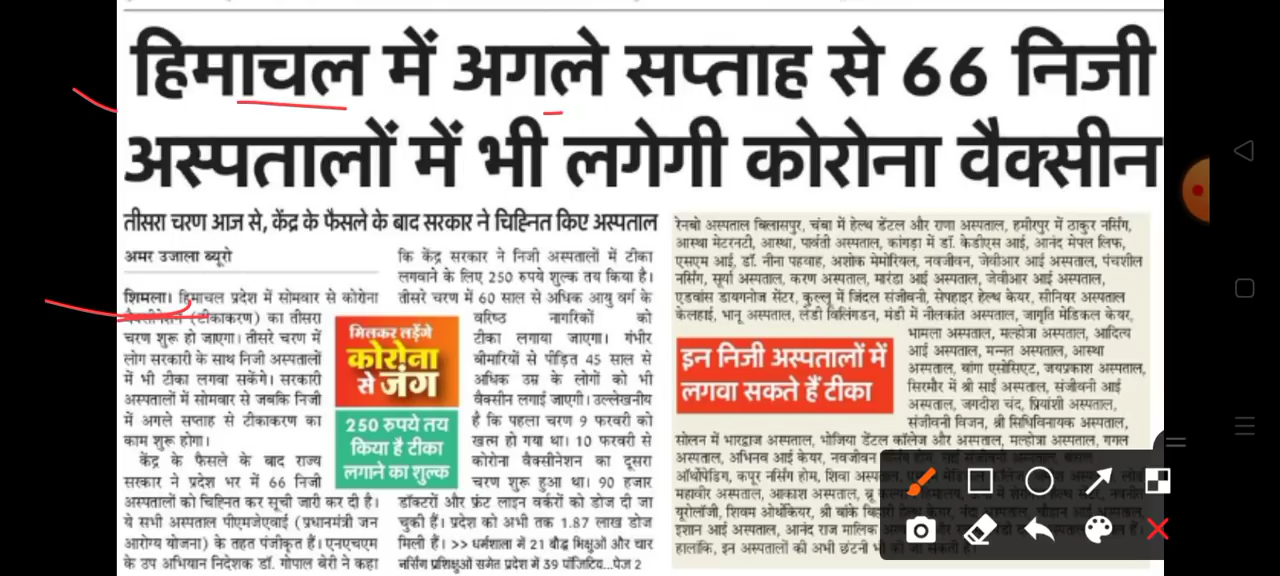 हिमाचल में अगले सप्ताह से 66 निजी
अस्पतालों में भी लगेगी कोरोना वैक्सीन
तीसरा चरण आज से, केंद्र के फैसले के बाद सरकार ने चिह्नित किए अस्पताल
अमर उजाला ब्यूरो
शिमला। हिमाचल प्रदेश में सोमवार से कोरोना
वैक्सीनेशन (टीकाकरण) का तीसरा
चरण शुरू हो जाएगा। तीसरे चरण में
लोग सरकारी के साथ निजी अस्पतालों
में भी टीका लगवा सकेंगे। सरकारी
अस्पतालों में सोमवार से जबकि निजी
में अगले सप्ताह से टीकाकरण का
काम शुरू होगा।
केंद्र के फैसले के बाद राज्य
सरकार ने प्रदेश भर में 66 निजी
अस्पतालों को चिह्नित कर सूची जारी कर दी है।
ये सभी अस्पताल पीएमजेएवाई (प्रधानमंत्री जन
आरोग्य योजना) के तहत पंजीकृत हैं। एनएचएम
के उप अभियान निदेशक डॉ. गोपाल बेरी ने कहा
कि केंद्र सरकार ने निजी अस्पतालों में टीका
लगवाने के लिए 250 रुपये शुल्क तय किया है।
तीसरे चरण में 60 साल से अधिक आयु वर्ग के
वरिष्ठ नागरिकों को
टीका लगाया जाएगा। गंभीर
बीमारियों से पीड़ित 45 साल से
अधिक उम्र के लोगों को भी
वैक्सीन लगाई जाएगी। उल्लेखनीय
है कि पहला चरण 9 फरवरी को
खत्म हो गया था। 10 फरवरी से
कोरोना वैक्सीनेशन का दूसरा
चरण शुरू हुआ था। 90 हजार
डॉक्टरों और फ्रंट लाइन वर्करों को डोज दी जा
चुकी हैं। प्रदेश को अभी तक 1.87 लाख डोज
मिली हैं। >> धर्मशाला में 21 बौद्ध भिक्षुओं और चार
नर्सिंग प्रशिक्षुओं समेत प्रदेश में 39 पॉजिटिव...पेज 2
मिलकर लड़ेंगे
कोरोना
से जंग
250 रुपये तय
किया है टीका
लगाने का शुल्क
रेनबो अस्पताल बिलासपुर, चंबा में हेल्थ डेंटल और राणा अस्पताल, हमीरपुर में ठाकुर नर्सिंग,
आस्था मेटरनटी, आस्था, पार्वती अस्पताल, कांगड़ा में डॉ. केडीएस आई, आनंद मेपल लिफ,
एसएम आई, डॉ. नीना पहवाह, अशोक मेमोरियल, नवजीवन, जेवीआर आई अस्पताल, पंचशील
नर्सिंग, सूर्या अस्पताल, करण अस्पताल, मारंडा आई अस्पताल, जेवीआर आई अस्पताल,
एडवांस डायगनोज सेंटर, कुल्लू में जिंदल संजीवनी, सेपहाइर हेल्थ केयर, सीनियर अस्पताल
केलहाई, भानू अस्पताल, लेडी विलिंगडन, मंडी में नीलकांत अस्पताल, जागृति मेडिकल केयर,
भामला अस्पताल, मल्होत्रा अस्पताल, आदित्य
आई अस्पताल, मन्नत अस्पताल, आस्था
अस्पताल, बांगा एसोसिएट, जयप्रकाश अस्पताल,
सिरमौर में श्री साई अस्पताल, संजीवनी आई
अस्पताल, जगदीश चंद, प्रियांशी अस्पताल,
संजीवनी विजन, श्री सिधिविनायक अस्पताल,
इन निजी अस्पतालों में
लगवा सकते हैं टीका
सोलन में भारद्वाज अस्पताल, भोजिया डेंटल कॉलेज और अस्पताल, मल्होत्रा अस्पताल, गगल
अस्पताल, अभिनव आई केयर, नवजीवन
ऑर्थोपेडिग, कपूर नर्सिंग होम, शिवा अस्पताल,
महावीर अस्पताल, आकाश अस्पताल,
यूरोलॉजी, शिवम ओर्थोकेयर, श्री बांके बिहारी
इशान आई अस्पताल, आनंद राज मालिक
हालांकि, इन अस्पतालों की अभी छंटनी भी की जा सकती है।